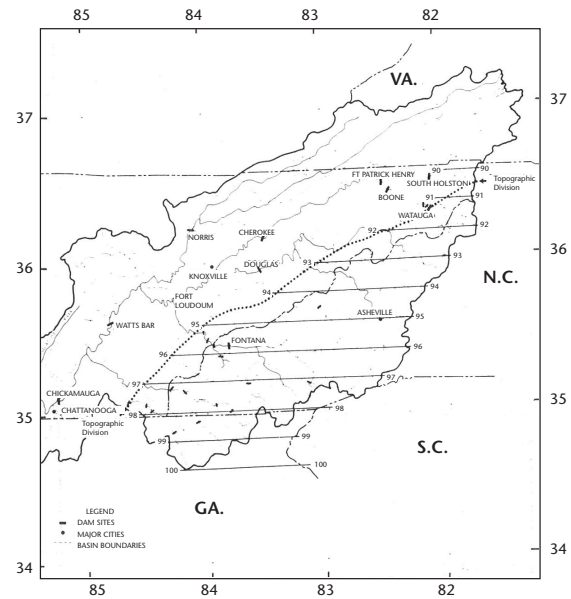 85 84 83 82
VA.
37 37
90 90
FT PATRICK HENRY
SOUTH HOLSTON
Topographic
Division
BOONE
91 91
WATAUGA
92 92
NORRIS
CHEROKEE
36 36
93 93
N.C.
KNOXVILLE
DOUGLAS
94 94
FORT
LOUDOUM
ASHEVILLE
95 95
WATTS BAR
FONTANA
96 96
97 97
CHICKAMAUGA
35 35
CHATTANOOGA
98 98
Topographic
Division
99 99
S.C.
100 100
GA.
LEGEND
DAM SITES
MAJOR CITIES
BASIN BOUNDARIES
34 34
85 84 83 82